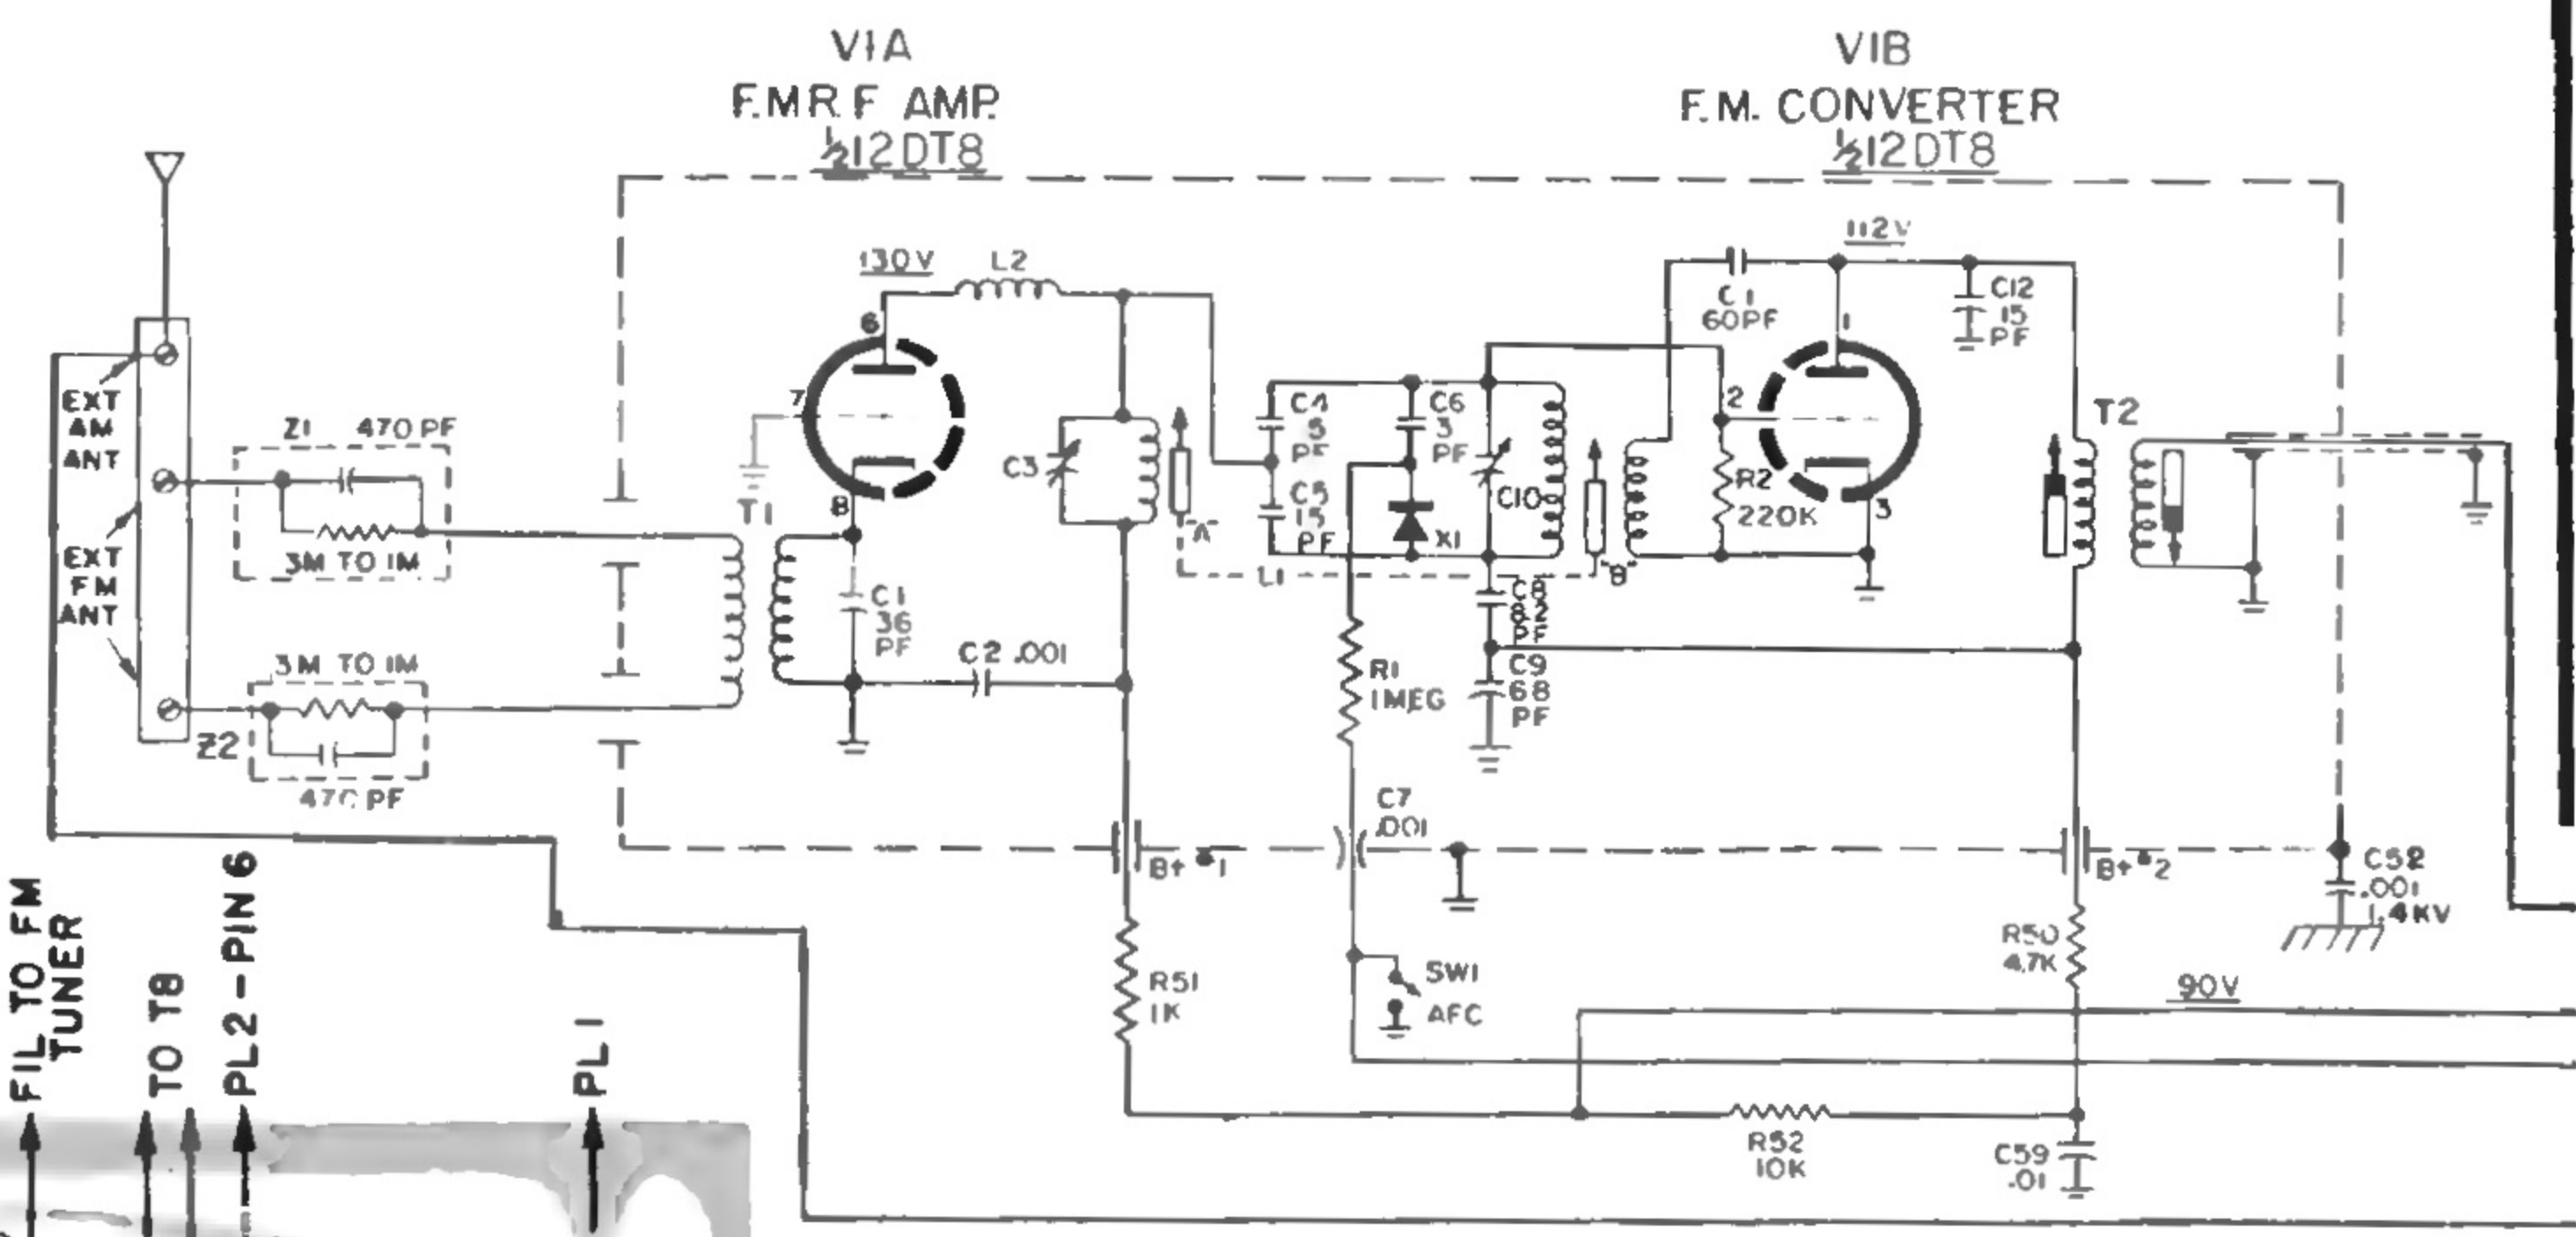 V1A
F.M R.F AMP.
½12DT8
V1B
F.M. CONVERTER
½12DT8
EXT
AM
ANT
EXT
FM
ANT
Z1
470 PF
3M TO 1M
3M TO 1M
Z2
470 PF
130V
L2
6
7
8
T1
C1
36
PF
C2 .001
C3
"A"
L1
"B"
C4
PF
C5
15
PF
C6
3
PF
X1
C10
C8
82
PF
C9
68
PF
R1
1MEG
C7
.001
112V
C1
60PF
C12
15
PF
1
2
3
R2
220K
T2
B+ #1
B+ #2
C58
.001
1.4KV
R51
1K
SW1
AFC
R50
4.7K
90V
R52
10K
C59
.01
FIL TO FM
TUNER
TO T8
PL2-PIN 6
PL 1